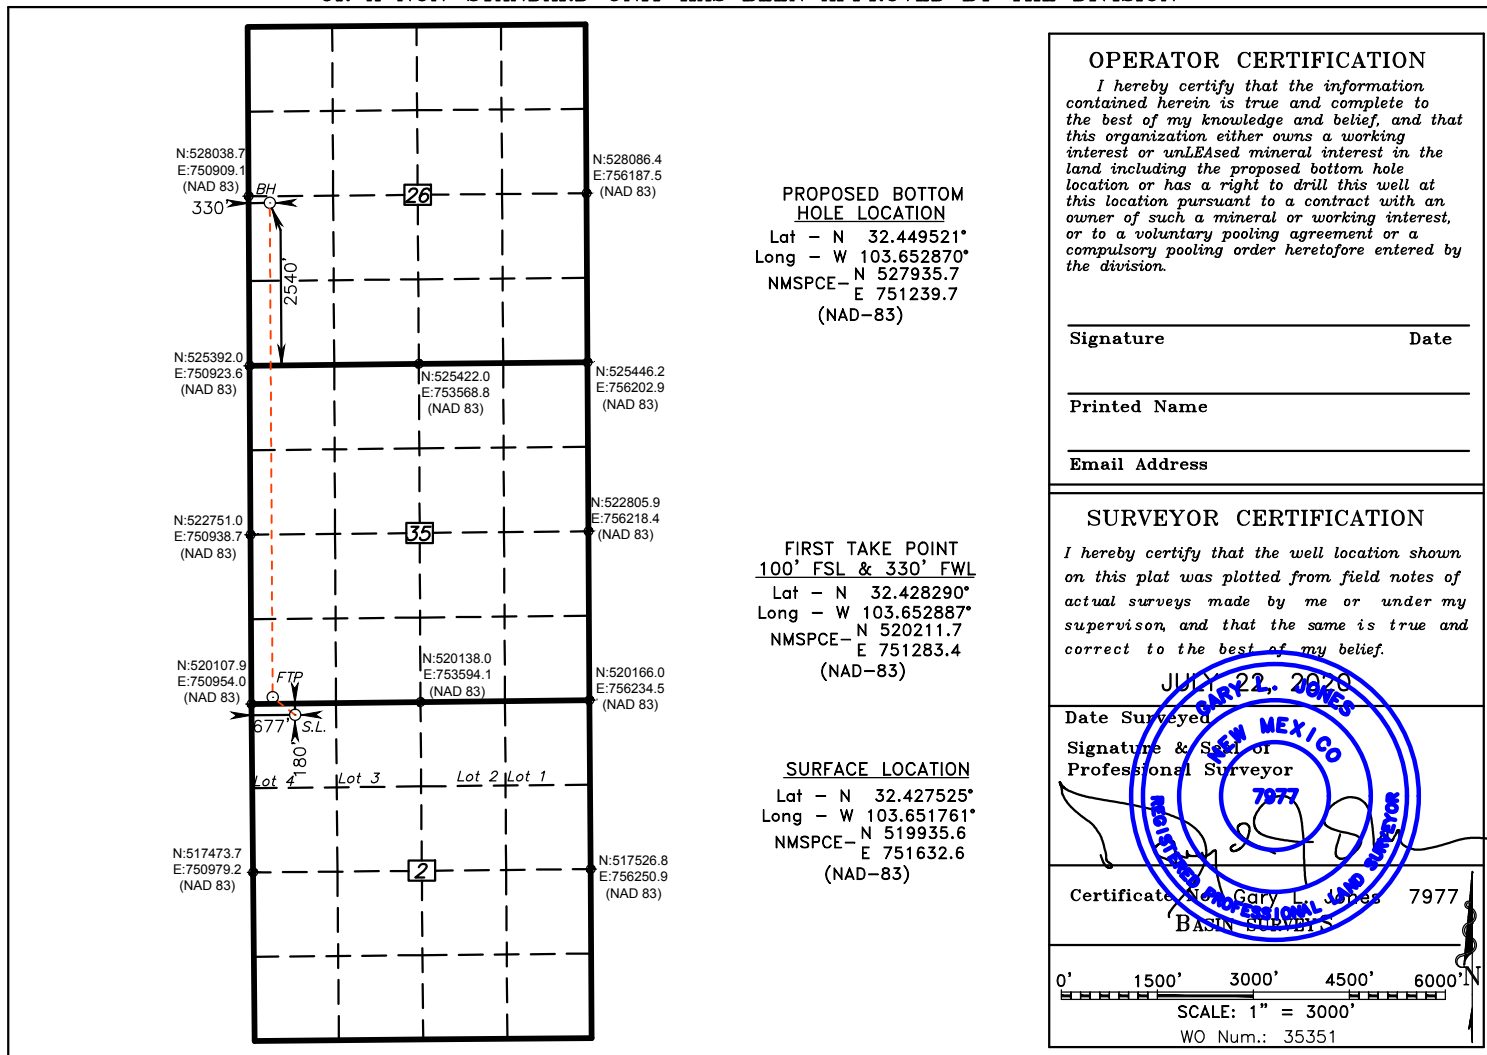 OR A NON-STANDARD UNIT HAS BEEN APPROVED BY THE DIVISION
N:528038.7
E:750909.1
(NAD 83)
BH
330'
26
N:528086.4
E:756187.5
(NAD 83)
2540'
N:525392.0
E:750923.6
(NAD 83)
N:525422.0
E:753568.8
(NAD 83)
N:525446.2
E:756202.9
(NAD 83)
N:522751.0
E:750938.7
(NAD 83)
35
N:522805.9
E:756218.4
(NAD 83)
N:520107.9
E:750954.0
(NAD 83)
FTP
N:520138.0
E:753594.1
(NAD 83)
N:520166.0
E:756234.5
(NAD 83)
677'
S.L.
180'
Lot 4
Lot 3
Lot 2
Lot 1
N:517473.7
E:750979.2
(NAD 83)
2
N:517526.8
E:756250.9
(NAD 83)
PROPOSED BOTTOM
HOLE LOCATION
Lat - N 32.449521°
Long - W 103.652870°
NMSPCE- N 527935.7
E 751239.7
(NAD-83)
FIRST TAKE POINT
100' FSL & 330' FWL
Lat - N 32.428290°
Long - W 103.652887°
NMSPCE- N 520211.7
E 751283.4
(NAD-83)
SURFACE LOCATION
Lat - N 32.427525°
Long - W 103.651761°
NMSPCE- N 519935.6
E 751632.6
(NAD-83)
OPERATOR CERTIFICATION
I hereby certify that the information
contained herein is true and complete to
the best of my knowledge and belief, and that
this organization either owns a working
interest or unLEAsed mineral interest in the
land including the proposed bottom hole
location or has a right to drill this well at
this location pursuant to a contract with an
owner of such a mineral or working interest,
or to a voluntary pooling agreement or a
compulsory pooling order heretofore entered by
the division.
Signature Date
Printed Name
Email Address
SURVEYOR CERTIFICATION
I hereby certify that the well location shown
on this plat was plotted from field notes of
actual surveys made by me or under my
supervison, and that the same is true and
correct to the best of my belief.
JULY 22, 2020
Date Surveyed
Signature & Seal of
Professional Surveyor
GARY L. JONES
NEW MEXICO
7977
REGISTERED PROFESSIONAL LAND SURVEYOR
Certificate No. Gary L. Jones 7977
BASIN SURVEYS
0' 1500' 3000' 4500' 6000'
N
SCALE: 1" = 3000'
WO Num.: 35351